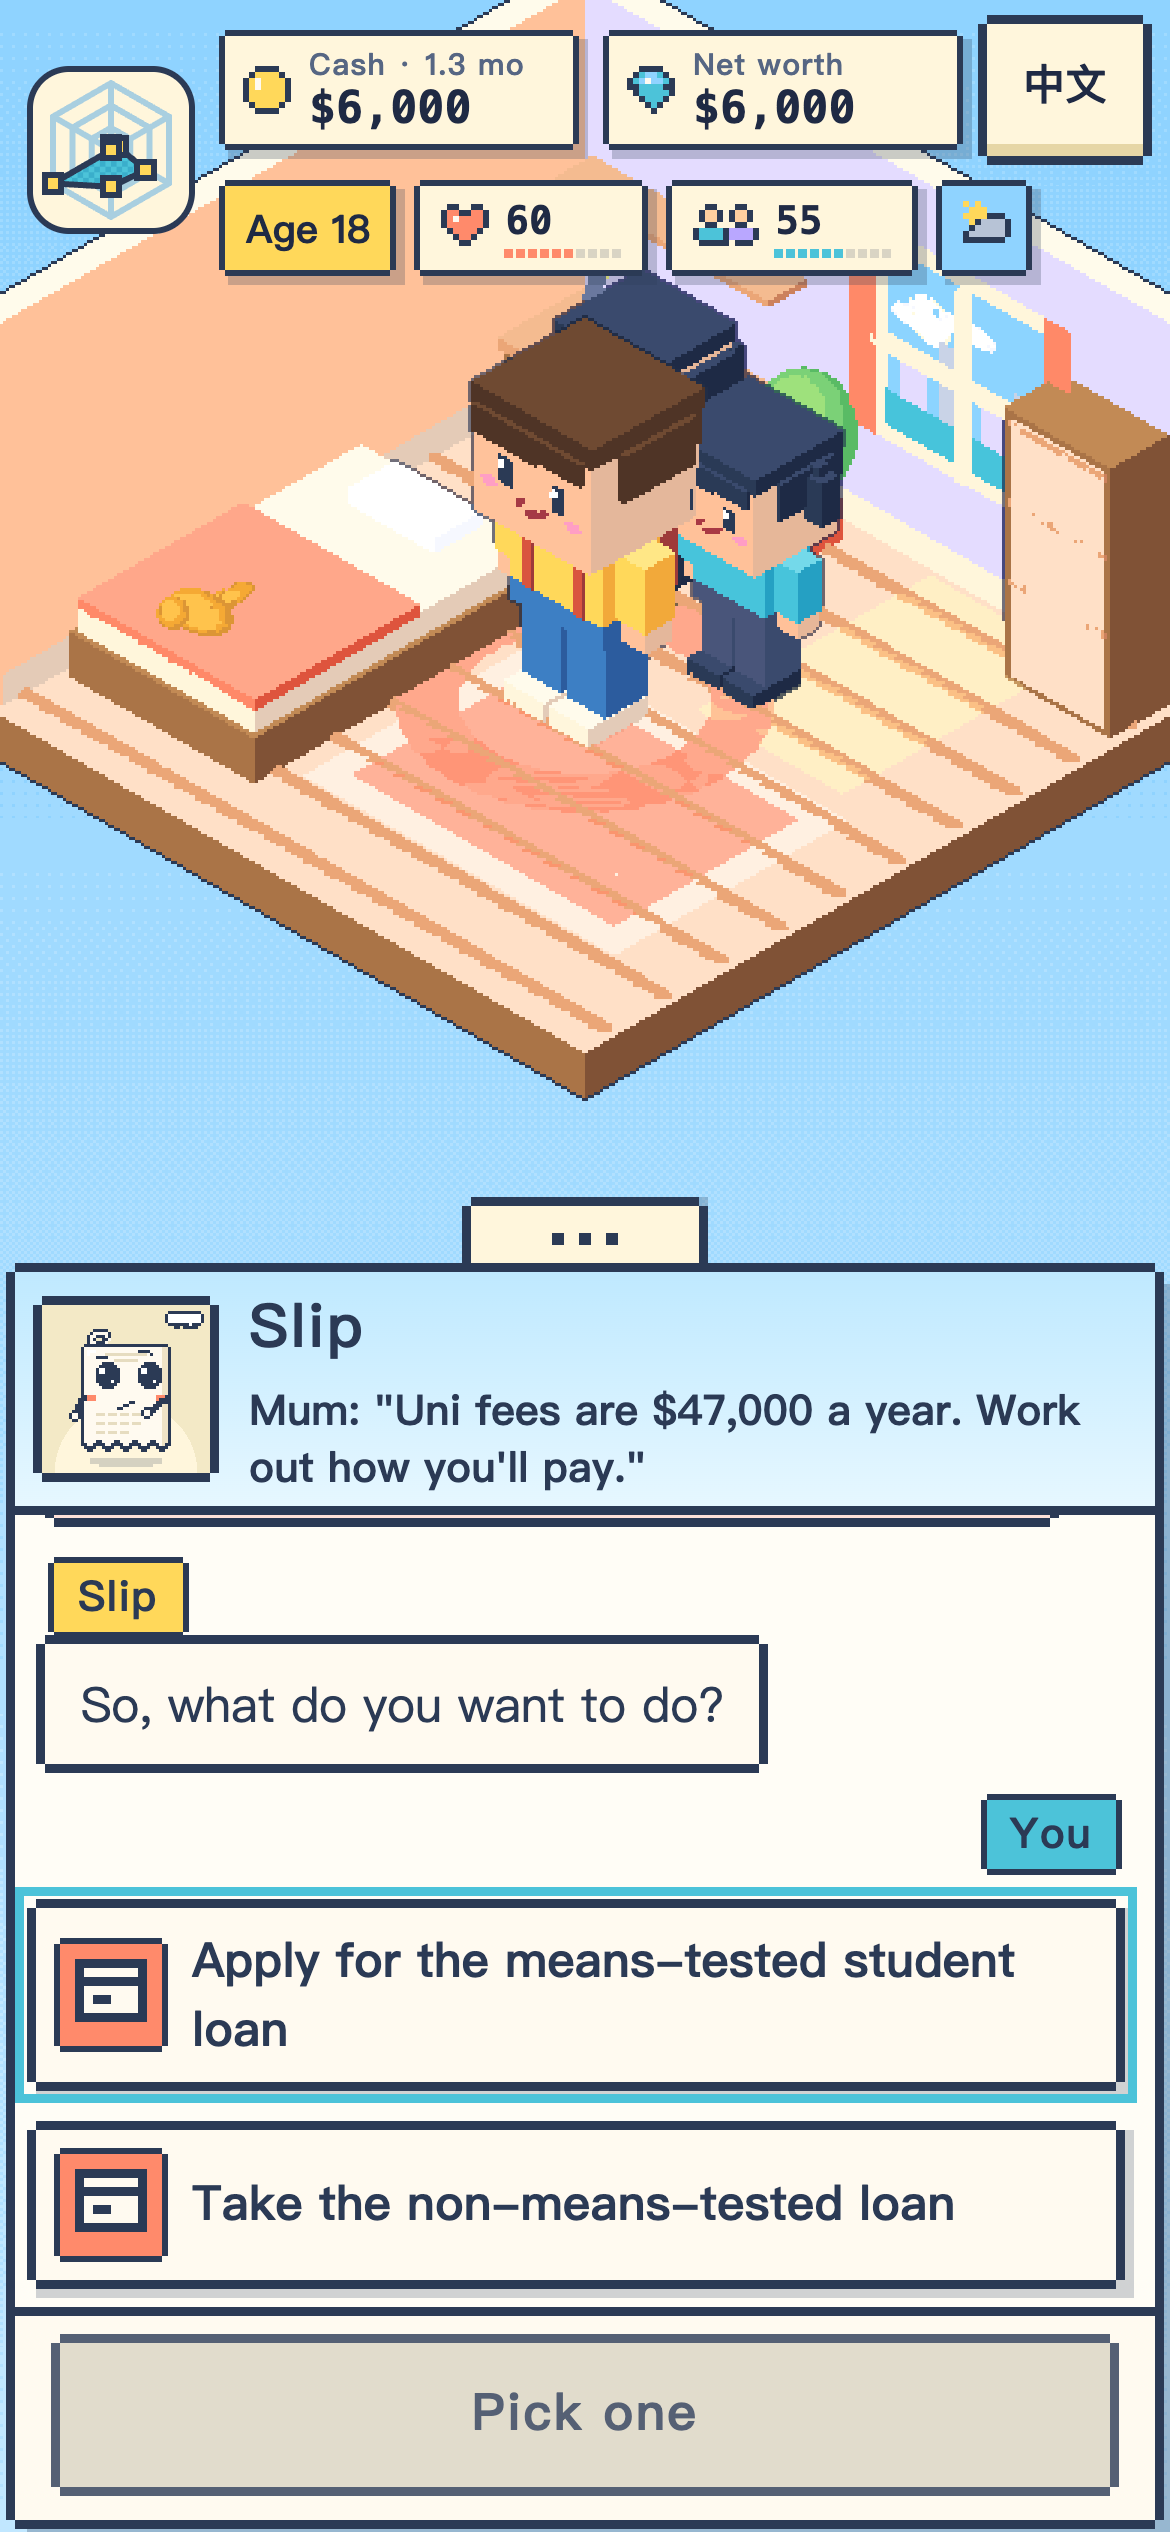 Cash · 1.3 mo
$6,000
Net worth
$6,000
中文
Age 18
60
55
Slip
Mum: "Uni fees are $47,000 a year. Work
out how you'll pay."
Slip
So, what do you want to do?
You
Apply for the means-tested student
loan
Take the non-means-tested loan
Pick one